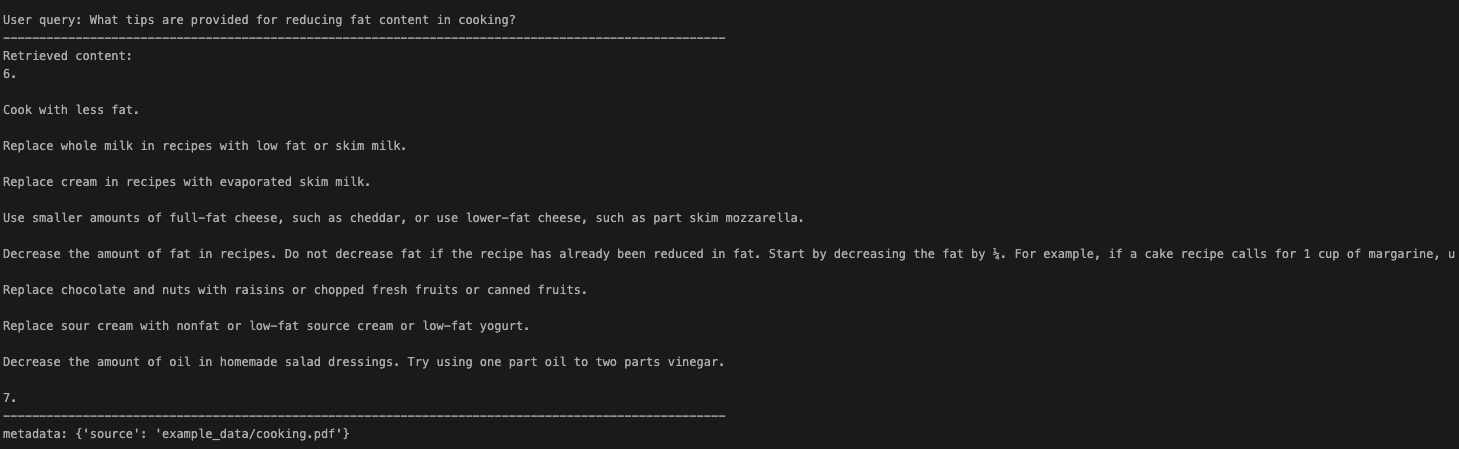 User query: What tips are provided for reducing fat content in cooking?
----------------------------------------------------------------------------------------------------
Retrieved content:
6.
Cook with less fat.
Replace whole milk in recipes with low fat or skim milk.
Replace cream in recipes with evaporated skim milk.
Use smaller amounts of full-fat cheese, such as cheddar, or use lower-fat cheese, such as part skim mozzarella.
Decrease the amount of fat in recipes. Do not decrease fat if the recipe has already been reduced in fat. Start by decreasing the fat by ¼. For example, if a cake recipe calls for 1 cup of margarine, u
Replace chocolate and nuts with raisins or chopped fresh fruits or canned fruits.
Replace sour cream with nonfat or low-fat source cream or low-fat yogurt.
Decrease the amount of oil in homemade salad dressings. Try using one part oil to two parts vinegar.
7.
----------------------------------------------------------------------------------------------------
metadata: {'source': 'example_data/cooking.pdf'}